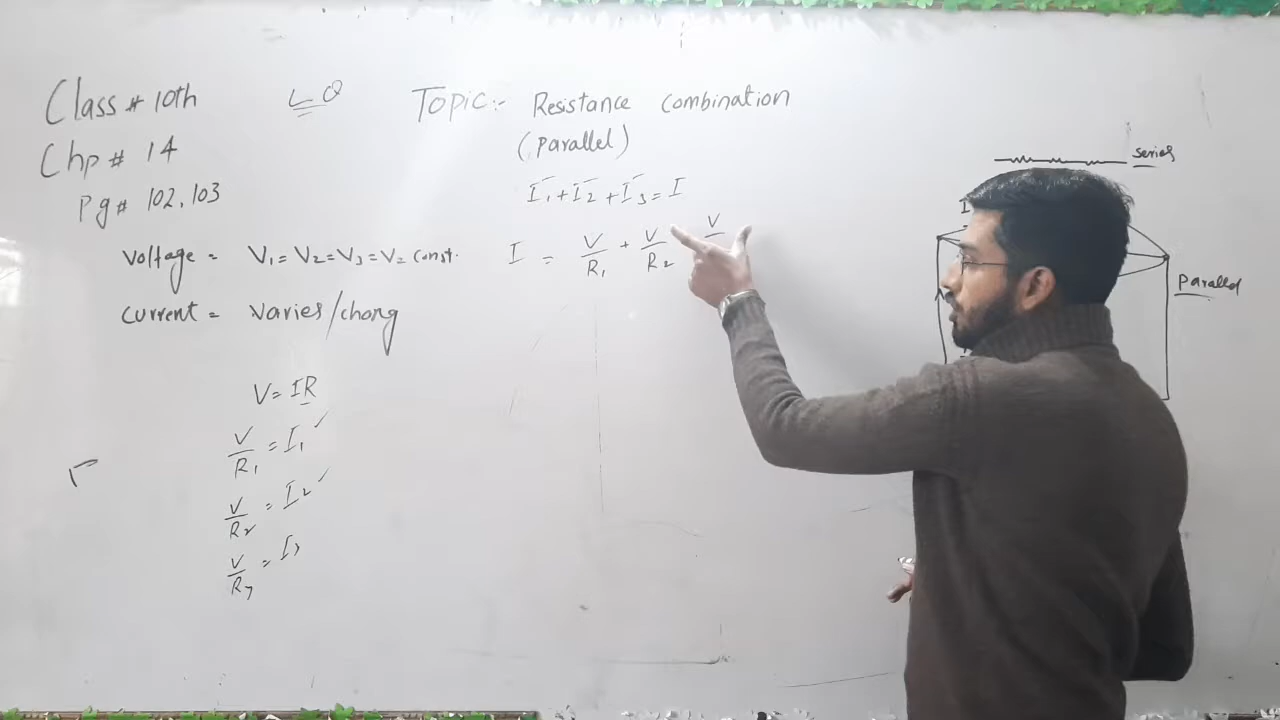 Class # 10th
LQ
Chp # 14
Pg # 102, 103
Topic:- Resistance combination
(parallel)
I₁ + I₂ + I₃ = I
I = V/R₁ + V/R₂ V
voltage = V₁ = V₂ = V₃ = V = const.
current = varies/chang
V = IR
V/R₁ = I₁ ✓
V/R₂ = I₂ ✓
V/R₃ = I₃
series
I
Parallel